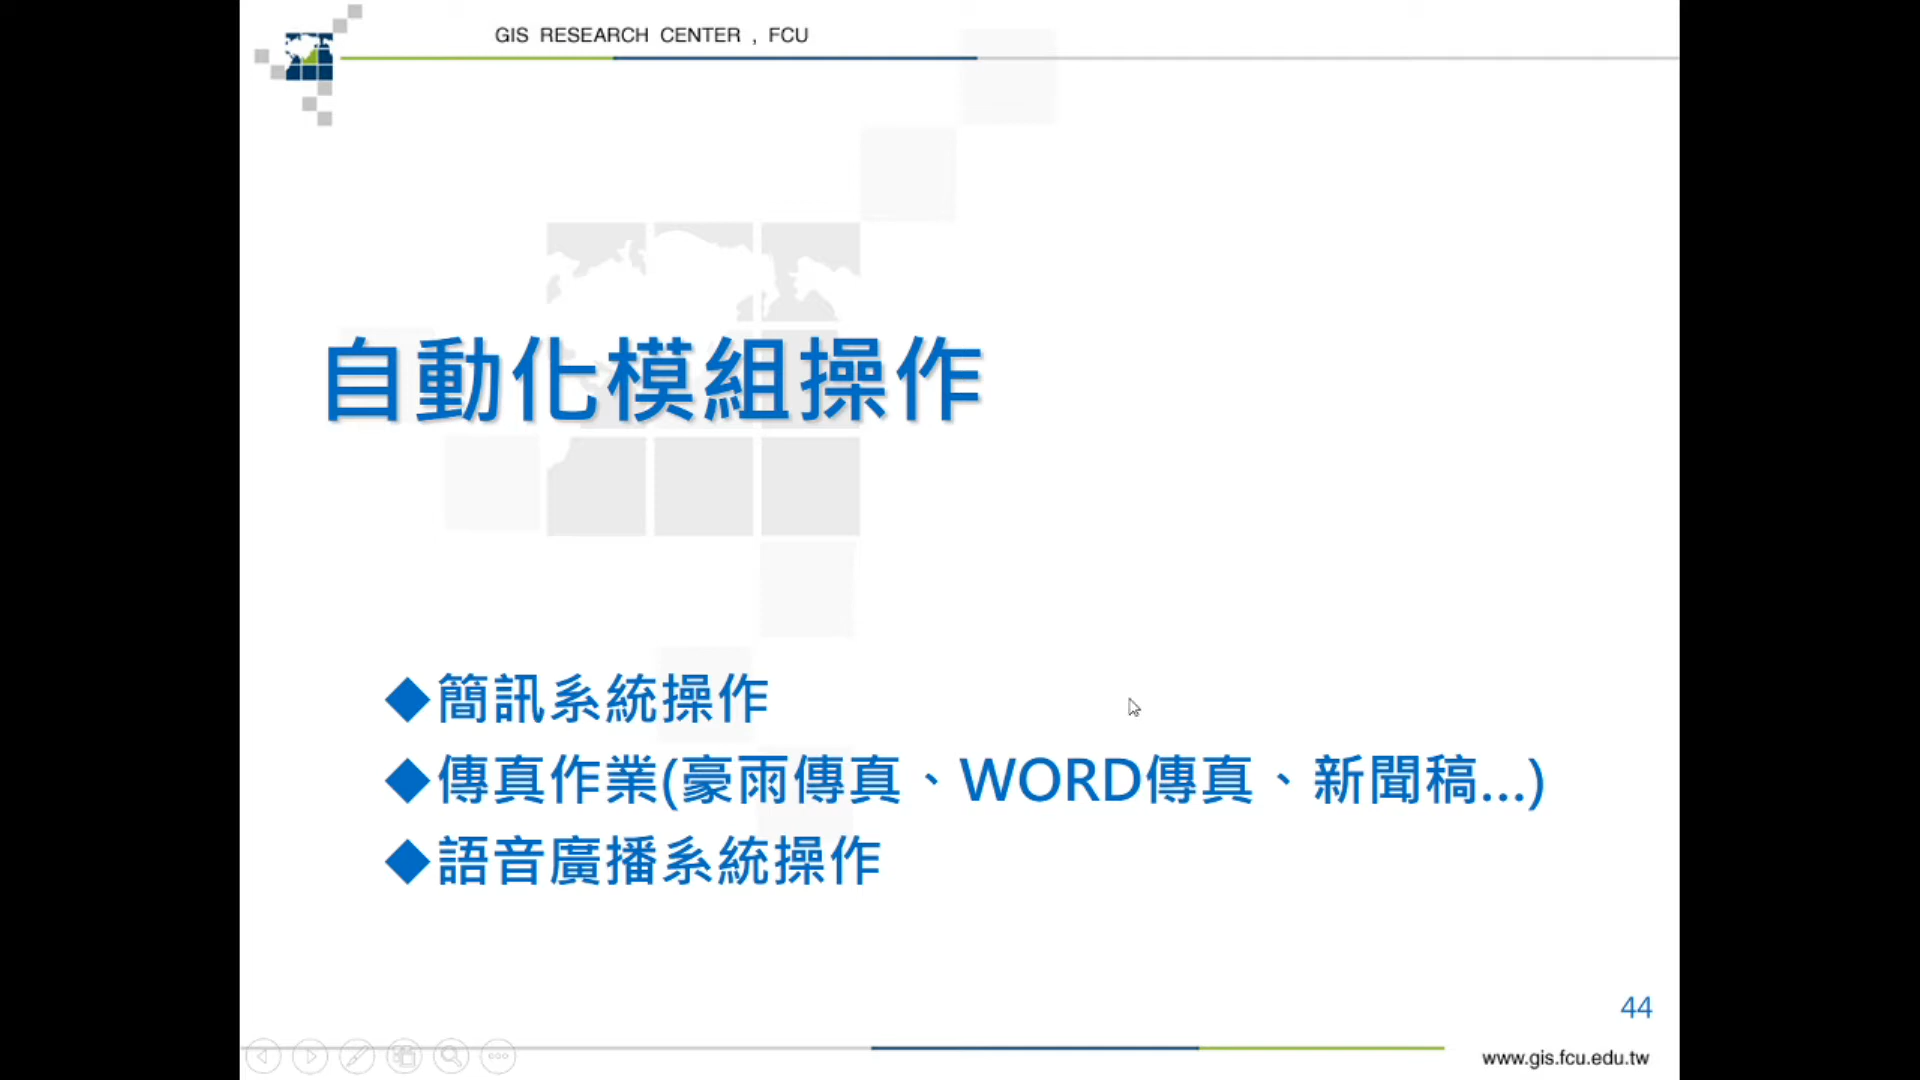 GIS RESEARCH CENTER , FCU
自動化模組操作
◆簡訊系統操作
◆傳真作業(豪雨傳真、WORD傳真、新聞稿...)
◆語音廣播系統操作
44
www.gis.fcu.edu.tw